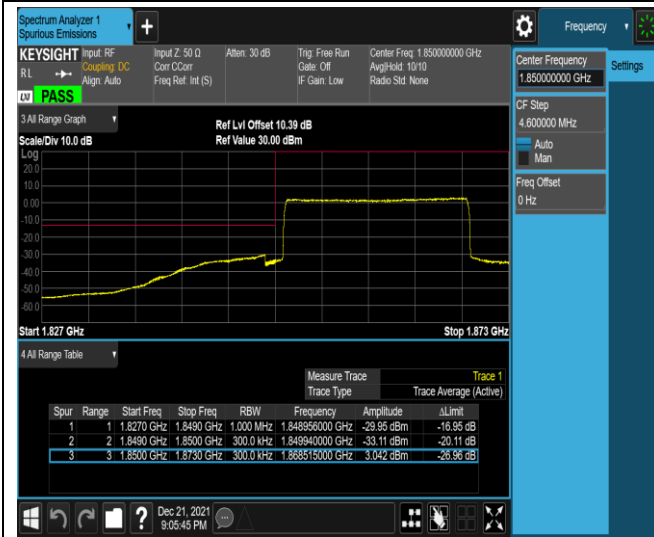 Spectrum Analyzer 1
Spurious Emissions
+
Frequency
KEYSIGHT Input: RF Input Z: 50 Ω Atten: 30 dB Trig: Free Run Center Freq: 1.850000000 GHz
RL Coupling: DC Corr CCorr Gate: Off Avg|Hold: 10/10
Align: Auto Freq Ref: Int (S) IF Gain: Low Radio Std: None
PASS
Center Frequency
1.850000000 GHz
Settings
CF Step
4.600000 MHz
Auto
Man
Freq Offset
0 Hz
3 All Range Graph
Ref Lvl Offset 10.39 dB
Scale/Div 10.0 dB Ref Value 30.00 dBm
Log
20.0
10.0
0.00
-10.0
-20.0
-30.0
-40.0
-50.0
-60.0
Start 1.827 GHz Stop 1.873 GHz
4 All Range Table
Measure Trace Trace 1
Trace Type Trace Average (Active)
Spur Range Start Freq Stop Freq RBW Frequency Amplitude ΔLimit
1 1 1.8270 GHz 1.8490 GHz 1.000 MHz 1.848956000 GHz -29.95 dBm -16.95 dB
2 2 1.8490 GHz 1.8500 GHz 300.0 kHz 1.849940000 GHz -33.11 dBm -20.11 dB
3 3 1.8500 GHz 1.8730 GHz 300.0 kHz 1.868515000 GHz 3.042 dBm -26.96 dB
? Dec 21, 2021
9:05:45 PM